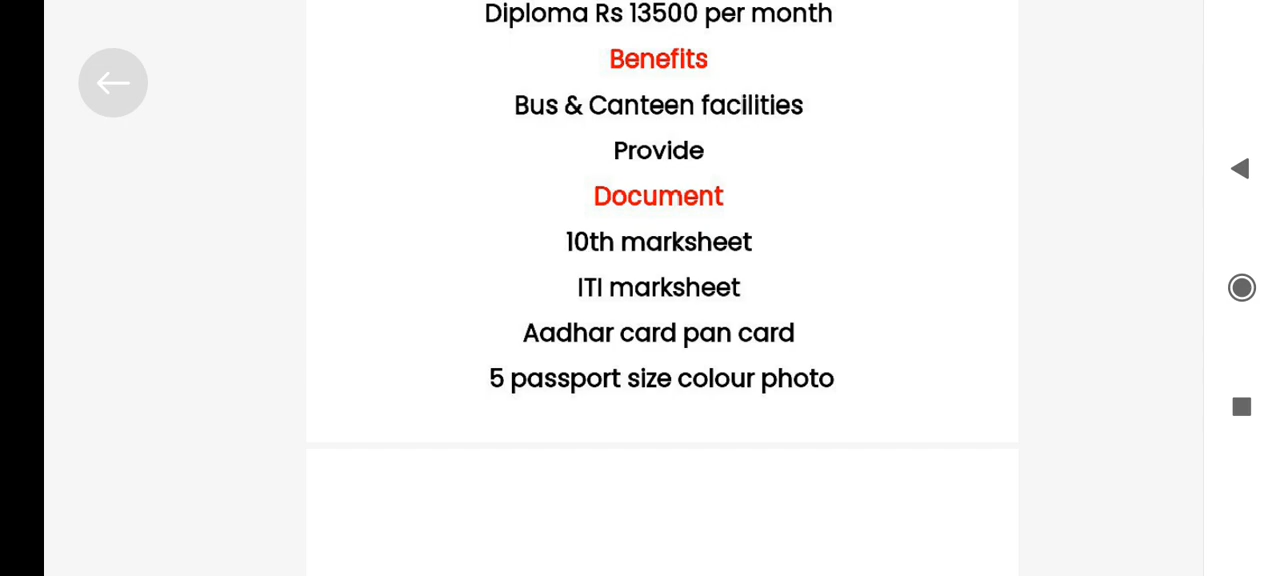 Diploma Rs 13500 per month
Benefits
Bus & Canteen facilities
Provide
Document
10th marksheet
ITI marksheet
Aadhar card pan card
5 passport size colour photo